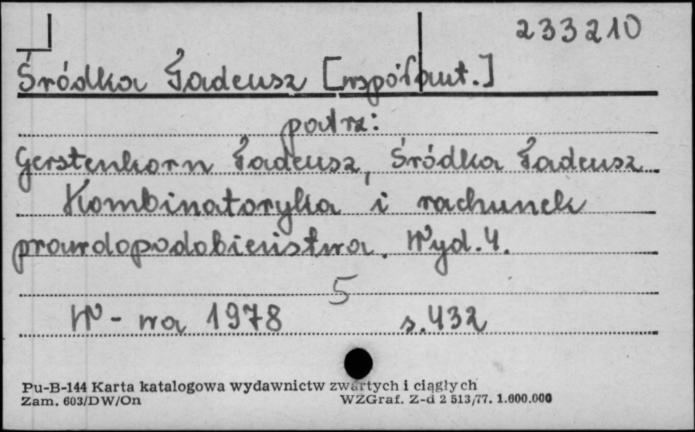 233210
Śródka Tadeusz [współaut.]
patrz:
Gerstenkorn Tadeusz, Śródka Tadeusz
Kombinatoryka i rachunek
prawdopodobieństwa. Wyd. 4.
5
W-wa 1978 s. 432
Pu-B-144 Karta katalogowa wydawnictw zwartych i ciągłych
Zam. 603/DW/On WZGraf. Z-d 2 513/77. 1.600.000